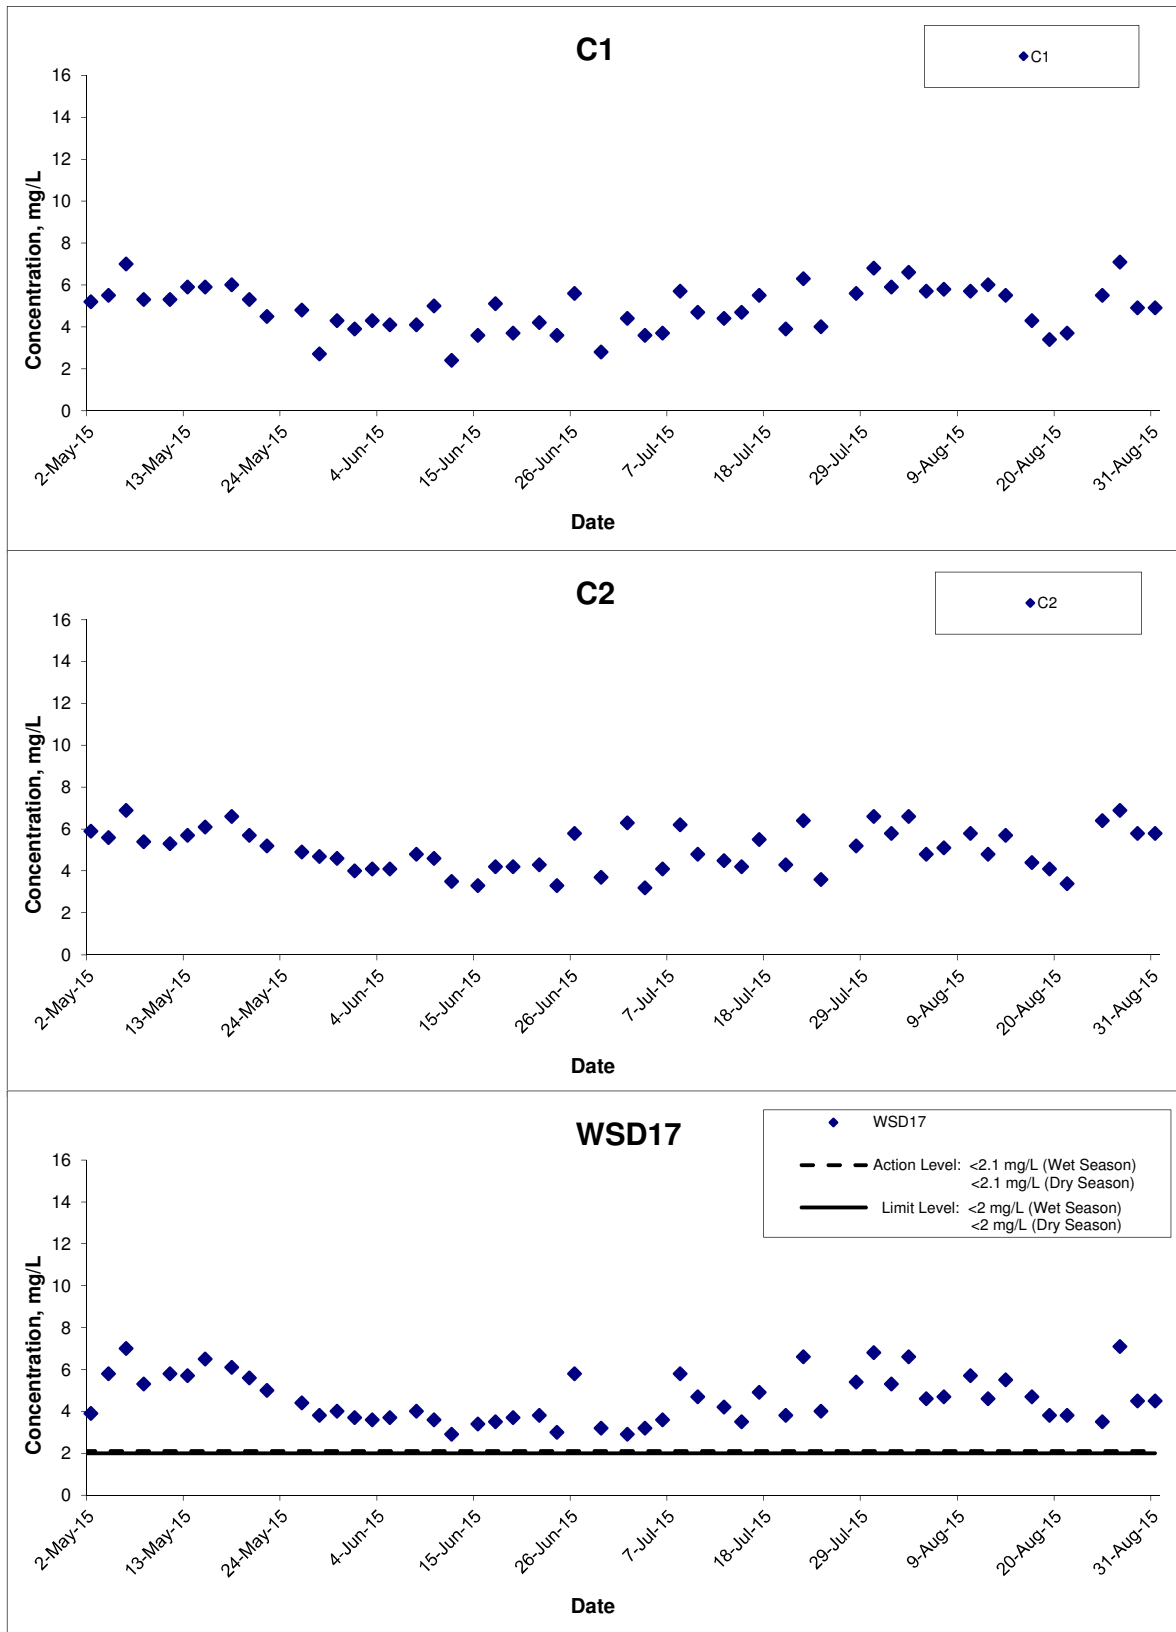 C1
C1
Concentration, mg/L
16
14
12
10
8
6
4
2
0
2-May-15
13-May-15
24-May-15
4-Jun-15
15-Jun-15
26-Jun-15
7-Jul-15
18-Jul-15
29-Jul-15
9-Aug-15
20-Aug-15
31-Aug-15
Date
C2
C2
Concentration, mg/L
16
14
12
10
8
6
4
2
0
2-May-15
13-May-15
24-May-15
4-Jun-15
15-Jun-15
26-Jun-15
7-Jul-15
18-Jul-15
29-Jul-15
9-Aug-15
20-Aug-15
31-Aug-15
Date
WSD17
WSD17
Action Level: <2.1 mg/L (Wet Season)
<2.1 mg/L (Dry Season)
Limit Level: <2 mg/L (Wet Season)
<2 mg/L (Dry Season)
Concentration, mg/L
16
14
12
10
8
6
4
2
0
2-May-15
13-May-15
24-May-15
4-Jun-15
15-Jun-15
26-Jun-15
7-Jul-15
18-Jul-15
29-Jul-15
9-Aug-15
20-Aug-15
31-Aug-15
Date